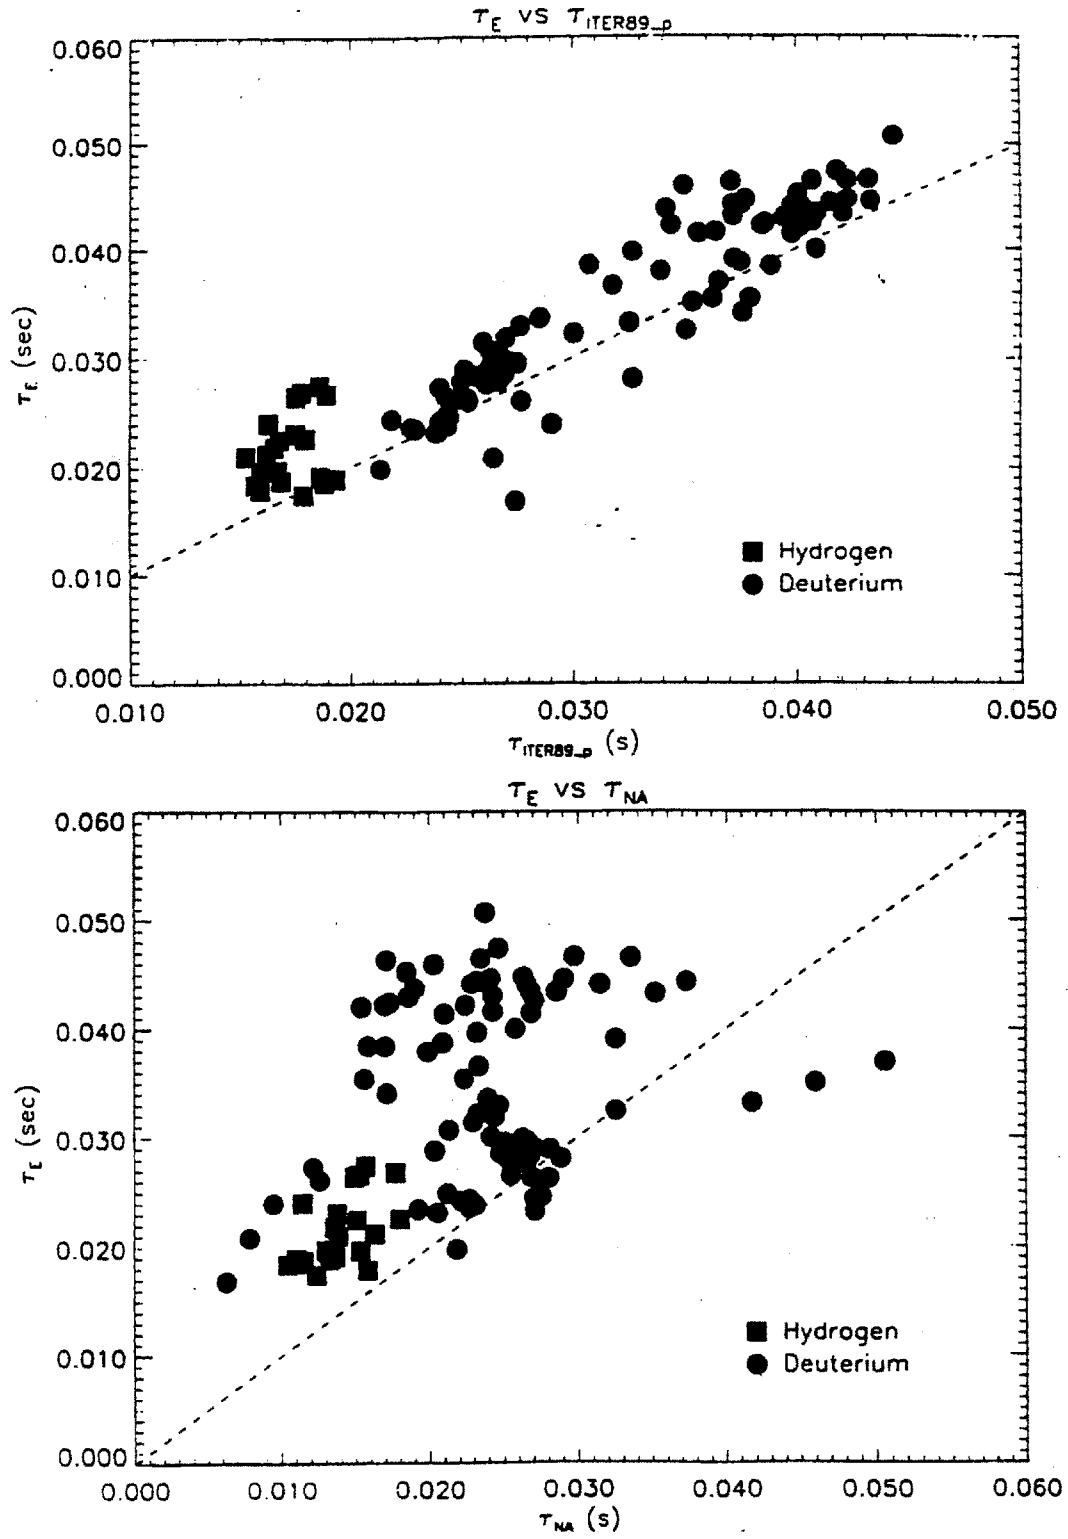 τE VS τITER89_p
0.060
0.050
0.040
0.030
0.020
0.010
0.000
τE (sec)
Hydrogen
Deuterium
0.010 0.020 0.030 0.040 0.050
τITER89_p (s)
τE VS τNA
0.060
0.050
0.040
0.030
0.020
0.010
0.000
τE (sec)
Hydrogen
Deuterium
0.000 0.010 0.020 0.030 0.040 0.050 0.060
τNA (s)